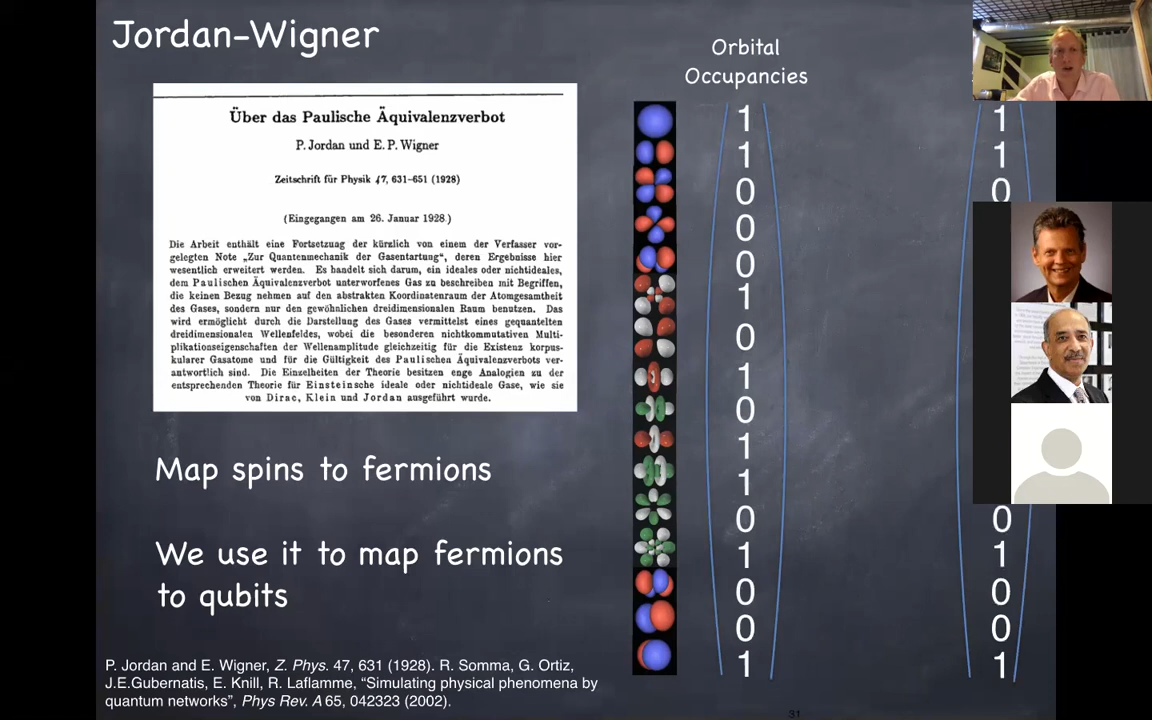 Jordan-Wigner
Über das Paulische Äquivalenzverbot
P. Jordan und E. P. Wigner
Zeitschrift für Physik 47, 631–651 (1928)
(Eingegangen am 26. Januar 1928.)
Die Arbeit enthält eine Fortsetzung der kürzlich von einem der Verfasser vor-
gelegten Note „Zur Quantenmechanik der Gasentartung“, deren Ergebnisse hier
wesentlich erweitert werden. Es handelt sich darum, ein ideales oder nichtideales,
dem Paulischen Äquivalenzverbot unterworfenes Gas zu beschreiben mit Begriffen,
die keinen Bezug nehmen auf den abstrakten Koordinatenraum der Atomgesamtheit
des Gases, sondern nur den gewöhnlichen dreidimensionalen Raum benutzen. Das
wird ermöglicht durch die Darstellung des Gases vermittelst eines gequantelten
dreidimensionalen Wellenfeldes, wobei die besonderen nichtkommutativen Multi-
plikationseigenschaften der Wellenamplitude gleichzeitig für die Existenz korpus-
kularer Gasatome und für die Gültigkeit des Paulischen Äquivalenzverbots ver-
antwortlich sind. Die Einzelheiten der Theorie besitzen enge Analogien zu der
entsprechenden Theorie für Einsteinsche ideale oder nichtideale Gase, wie sie
von Dirac, Klein und Jordan ausgeführt wurde.
Map spins to fermions
We use it to map fermions
to qubits
P. Jordan and E. Wigner, Z. Phys. 47, 631 (1928). R. Somma, G. Ortiz,
J.E.Gubernatis, E. Knill, R. Laflamme, “Simulating physical phenomena by
quantum networks”, Phys Rev. A 65, 042323 (2002).
Orbital
Occupancies
1
1
0
0
0
1
0
1
0
1
1
0
1
0
0
1
1
1
0
0
1
0
0
1
31